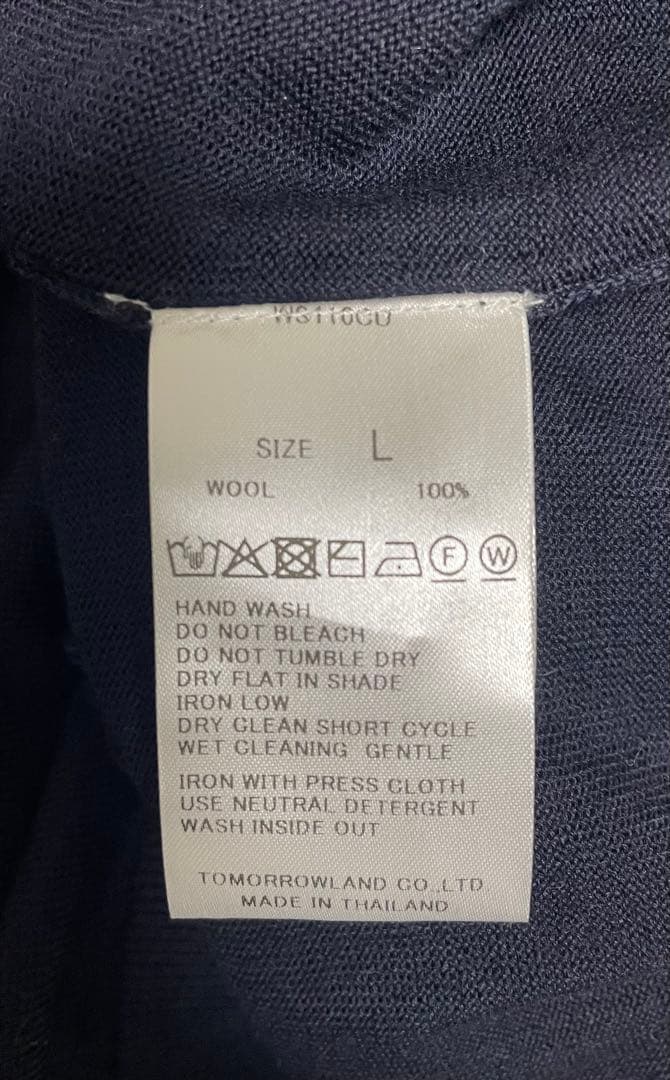 SIZE L
WOOL 100%
F W
HAND WASH
DO NOT BLEACH
DO NOT TUMBLE DRY
DRY FLAT IN SHADE
IRON LOW
DRY CLEAN SHORT CYCLE
WET CLEANING GENTLE
IRON WITH PRESS CLOTH
USE NEUTRAL DETERGENT
WASH INSIDE OUT
TOMORROWLAND CO.,LTD
MADE IN THAILAND